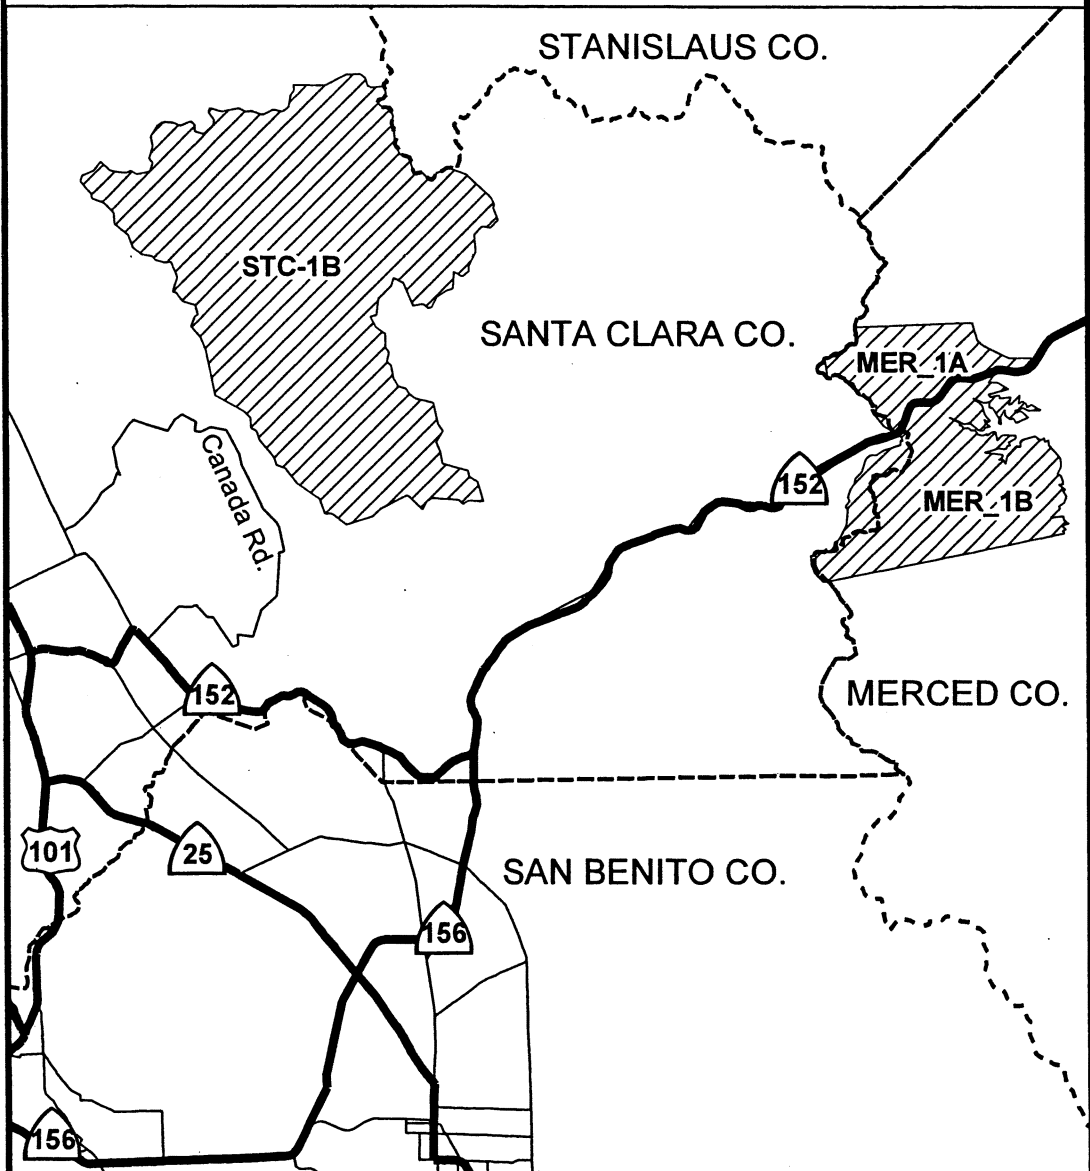 STANISLAUS CO.
STC-1B
SANTA CLARA CO.
MER_1A
Canada Rd.
152
MER_1B
152
MERCED CO.
101
25
SAN BENITO CO.
156
156